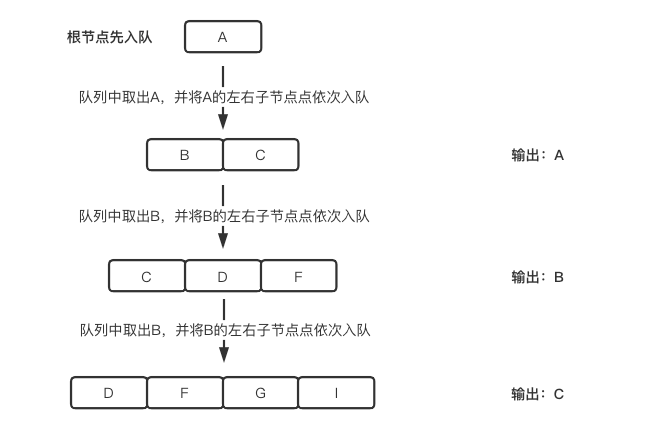 根节点先入队 A
队列中取出A，并将A的左右子节点点依次入队
B C 输出：A
队列中取出B，并将B的左右子节点点依次入队
C D F 输出：B
队列中取出B，并将B的左右子节点点依次入队
D F G I 输出：C